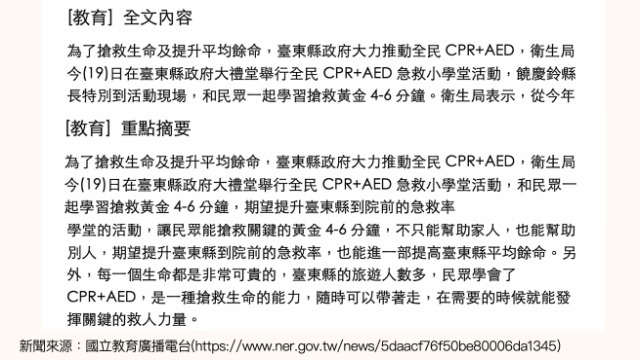 [教育] 全文內容
為了搶救生命及提升平均餘命，臺東縣政府大力推動全民 CPR+AED，衛生局
今(19)日在臺東縣政府大禮堂舉行全民 CPR+AED 急救小學堂活動，饒慶鈴縣
長特別到活動現場，和民眾一起學習搶救黃金 4-6 分鐘。衛生局表示，從今年
[教育] 重點摘要
為了搶救生命及提升平均餘命，臺東縣政府大力推動全民 CPR+AED，衛生局
今(19)日在臺東縣政府大禮堂舉行全民 CPR+AED 急救小學堂活動，和民眾一
起學習搶救黃金 4-6 分鐘，期望提升臺東縣到院前的急救率
學堂的活動，讓民眾能搶救關鍵的黃金 4-6 分鐘，不只能幫助家人，也能幫助
別人，期望提升臺東縣到院前的急救率，也能進一部提高臺東縣平均餘命。另
外，每一個生命都是非常可貴的，臺東縣的旅遊人數多，民眾學會了
CPR+AED，是一種搶救生命的能力，隨時可以帶著走，在需要的時候就能發
揮關鍵的救人力量。
新聞來源：國立教育廣播電台(https://www.ner.gov.tw/news/5daacf76f50be80006da1345)